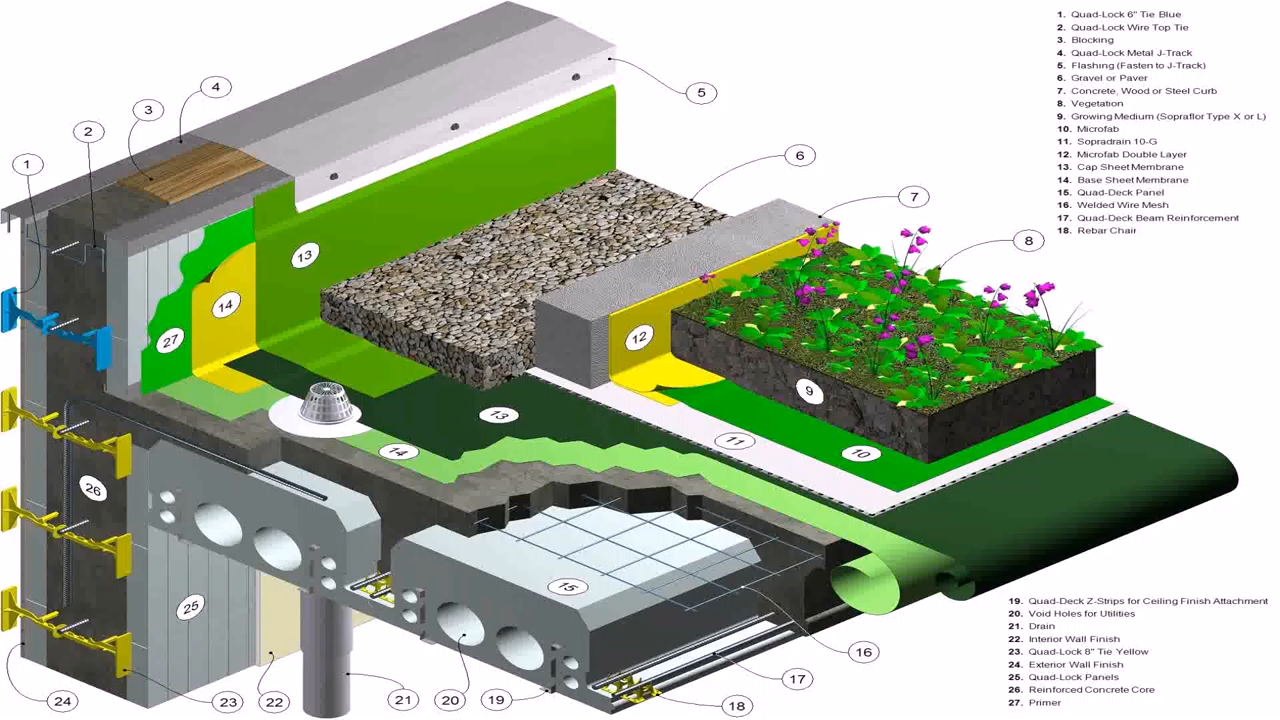 1. Quad-Lock 6" Tie Blue
2. Quad-Lock Wire Top Tie
3. Blocking
4. Quad-Lock Metal J-Track
5. Flashing (Fasten to J-Track)
6. Gravel or Paver
7. Concrete, Wood or Steel Curb
8. Vegetation
9. Growing Medium (Sopraflor Type X or L)
10. Microfab
11. Sopradrain 10-G
12. Microfab Double Layer
13. Cap Sheet Membrane
14. Base Sheet Membrane
15. Quad-Deck Panel
16. Welded Wire Mesh
17. Quad-Deck Beam Reinforcement
18. Rebar Chair
4
3
5
2
1
6
7
8
13
14
27
12
9
13
11
14
10
26
15
25
19. Quad-Deck Z-Strips for Ceiling Finish Attachment
20. Void Holes for Utilities
21. Drain
22. Interior Wall Finish
23. Quad-Lock 8" Tie Yellow
24. Exterior Wall Finish
25. Quad-Lock Panels
26. Reinforced Concrete Core
27. Primer
16
17
24
23
22
21
20
19
18